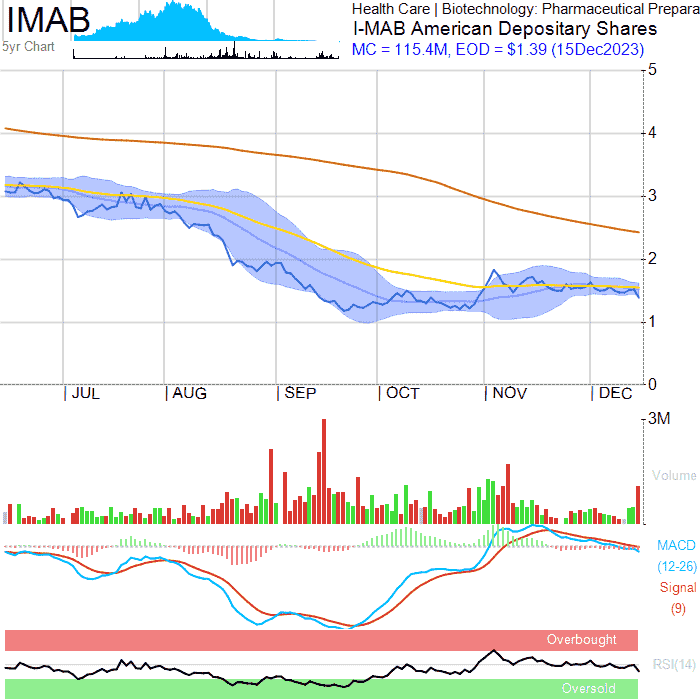 IMAB
5yr Chart
Health Care | Biotechnology: Pharmaceutical Prepara
I-MAB American Depositary Shares
MC = 115.4M, EOD = $1.39 (15Dec2023)
5
4
3
2
1
0
JUL AUG SEP OCT NOV DEC
3M
Volume
MACD
(12-26)
Signal
(9)
Overbought
RSI(14)
Oversold